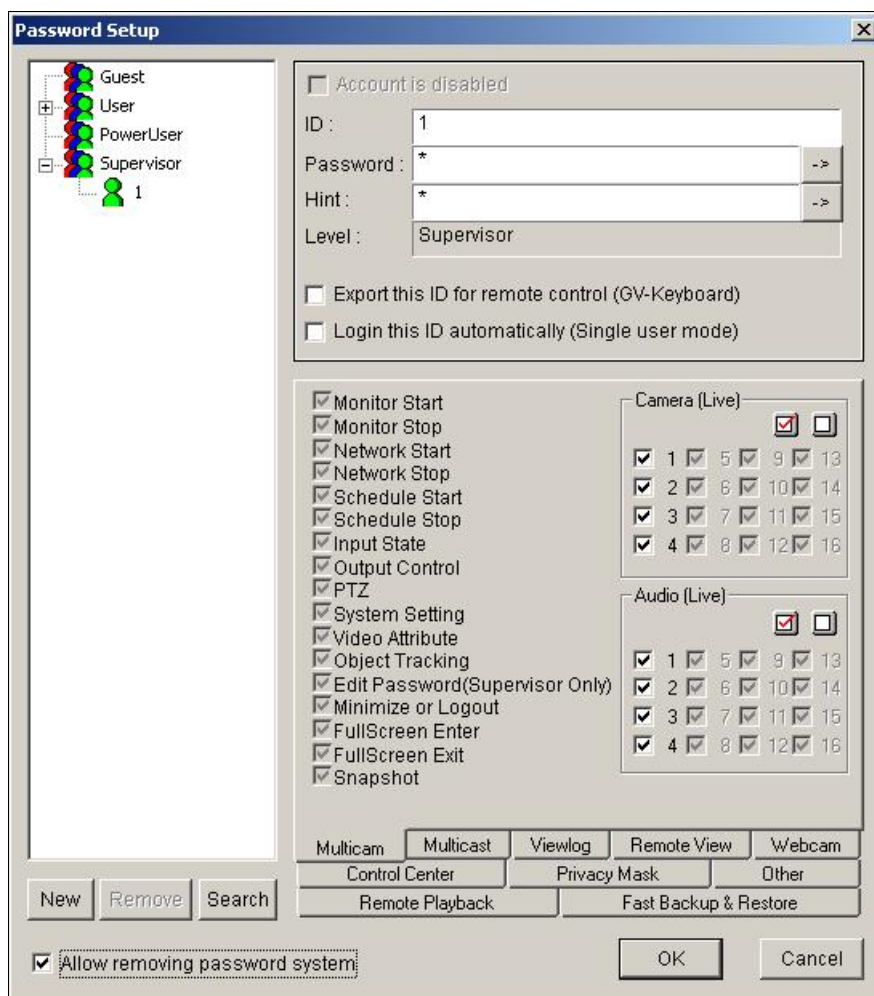 Password Setup
Guest
User
PowerUser
Supervisor
1
Account is disabled
ID : 1
Password : * ->
Hint : * ->
Level : Supervisor
Export this ID for remote control (GV-Keyboard)
Login this ID automatically (Single user mode)
Monitor Start
Monitor Stop
Network Start
Network Stop
Schedule Start
Schedule Stop
Input State
Output Control
PTZ
System Setting
Video Attribute
Object Tracking
Edit Password(Supervisor Only)
Minimize or Logout
FullScreen Enter
FullScreen Exit
Snapshot
Camera (Live)
1 5 9 13
2 6 10 14
3 7 11 15
4 8 12 16
Audio (Live)
1 5 9 13
2 6 10 14
3 7 11 15
4 8 12 16
Multicam Multicast Viewlog Remote View Webcam
Control Center Privacy Mask Other
Remote Playback Fast Backup & Restore
New Remove Search
Allow removing password system
OK Cancel